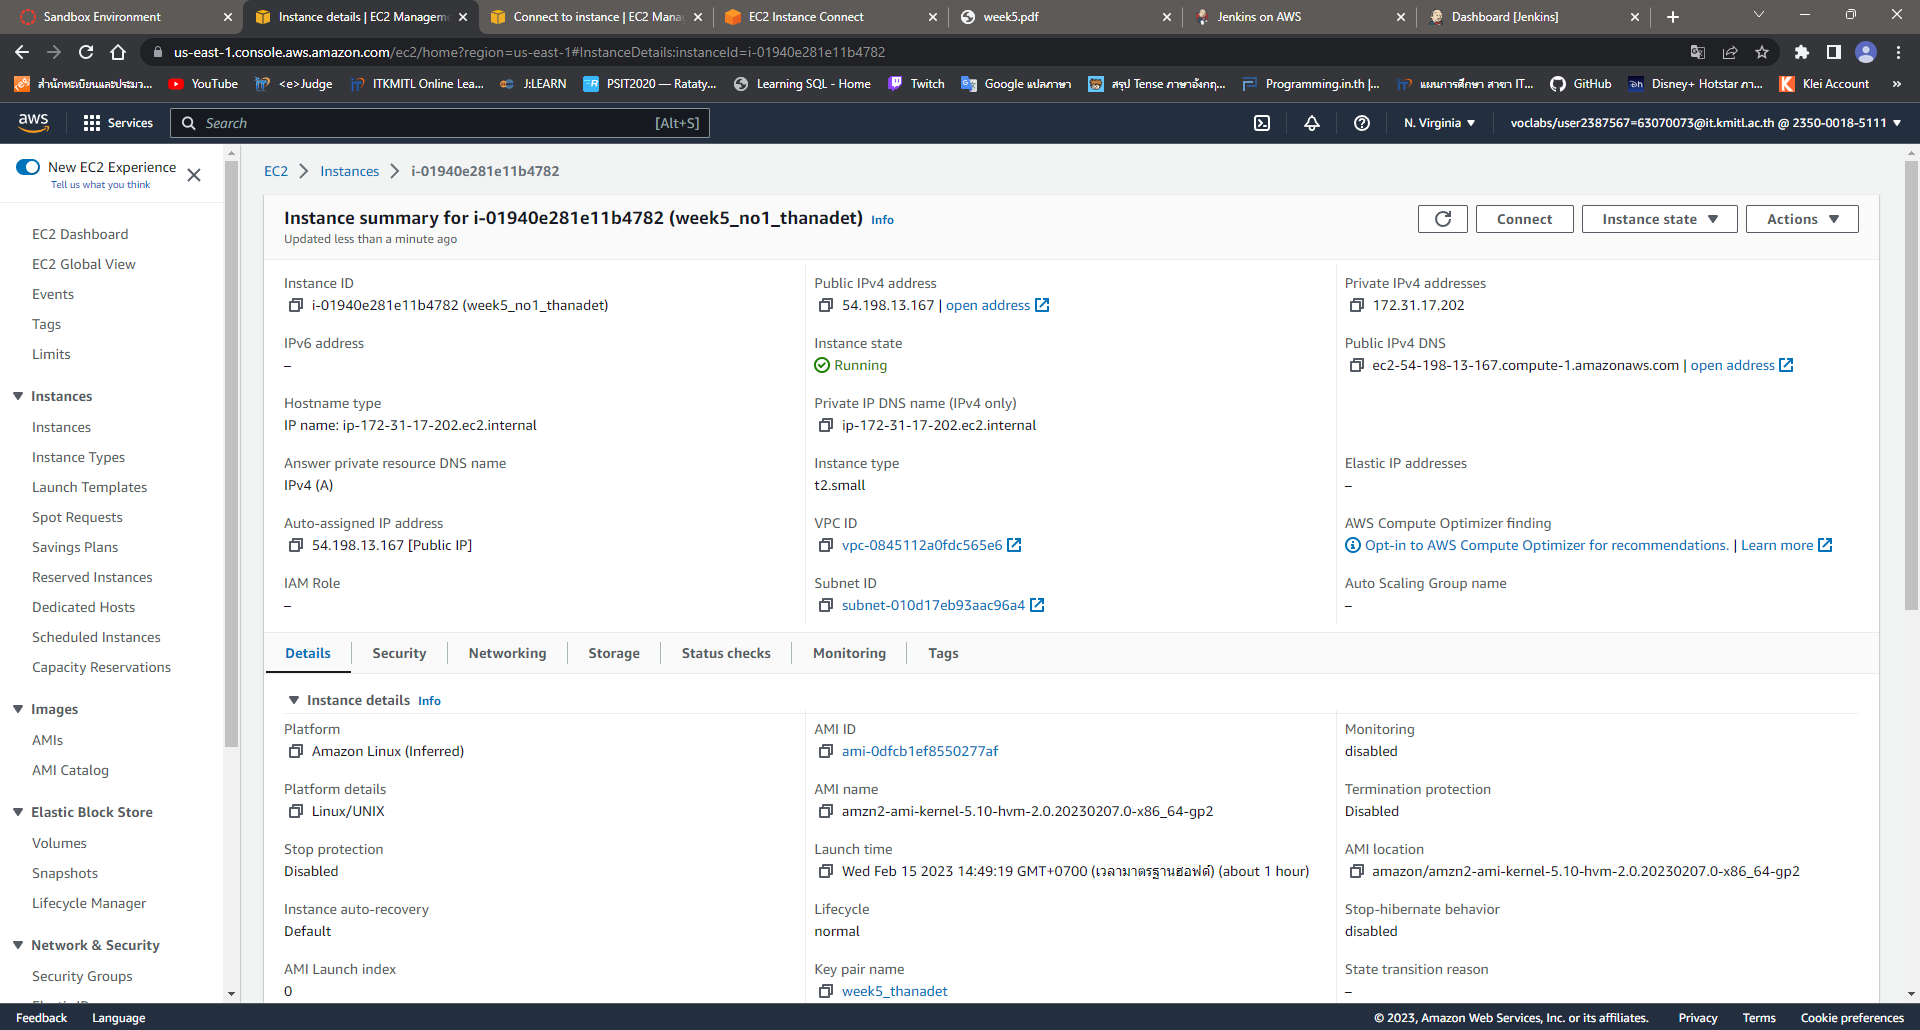 Sandbox Environment
Instance details | EC2 Managem
Connect to instance | EC2 Mana
EC2 Instance Connect
week5.pdf
Jenkins on AWS
Dashboard [Jenkins]
us-east-1.console.aws.amazon.com/ec2/home?region=us-east-1#InstanceDetails:instanceId=i-01940e281e11b4782
สำนักทะเบียนและประมว...
YouTube
<e>Judge
ITKMITL Online Lea...
J:LEARN
PSIT2020 — Rataty...
Learning SQL - Home
Twitch
Google แปลภาษา
สรุป Tense ภาษาอังกฤ...
Programming.in.th |...
แผนการศึกษา สาขา IT...
GitHub
Disney+ Hotstar ภา...
Klei Account
»
aws
Services
Search
[Alt+S]
N. Virginia
voclabs/user2387567=63070073@it.kmitl.ac.th @ 2350-0018-5111
New EC2 Experience
Tell us what you think
EC2 Dashboard
EC2 Global View
Events
Tags
Limits
Instances
Instances
Instance Types
Launch Templates
Spot Requests
Savings Plans
Reserved Instances
Dedicated Hosts
Scheduled Instances
Capacity Reservations
Images
AMIs
AMI Catalog
Elastic Block Store
Volumes
Snapshots
Lifecycle Manager
Network & Security
Security Groups
EC2
Instances
i-01940e281e11b4782
Instance summary for i-01940e281e11b4782 (week5_no1_thanadet) Info
Updated less than a minute ago
Connect
Instance state
Actions
Instance ID
i-01940e281e11b4782 (week5_no1_thanadet)
Public IPv4 address
54.198.13.167 | open address
Private IPv4 addresses
172.31.17.202
IPv6 address
–
Instance state
Running
Public IPv4 DNS
ec2-54-198-13-167.compute-1.amazonaws.com | open address
Hostname type
IP name: ip-172-31-17-202.ec2.internal
Private IP DNS name (IPv4 only)
ip-172-31-17-202.ec2.internal
Answer private resource DNS name
IPv4 (A)
Instance type
t2.small
Elastic IP addresses
–
Auto-assigned IP address
54.198.13.167 [Public IP]
VPC ID
vpc-0845112a0fdc565e6
AWS Compute Optimizer finding
Opt-in to AWS Compute Optimizer for recommendations. | Learn more
IAM Role
–
Subnet ID
subnet-010d17eb93aac96a4
Auto Scaling Group name
–
Details
Security
Networking
Storage
Status checks
Monitoring
Tags
Instance details Info
Platform
Amazon Linux (Inferred)
AMI ID
ami-0dfcb1ef8550277af
Monitoring
disabled
Platform details
Linux/UNIX
AMI name
amzn2-ami-kernel-5.10-hvm-2.0.20230207.0-x86_64-gp2
Termination protection
Disabled
Stop protection
Disabled
Launch time
Wed Feb 15 2023 14:49:19 GMT+0700 (เวลามาตรฐานฮอฟต์) (about 1 hour)
AMI location
amazon/amzn2-ami-kernel-5.10-hvm-2.0.20230207.0-x86_64-gp2
Instance auto-recovery
Default
Lifecycle
normal
Stop-hibernate behavior
disabled
AMI Launch index
0
Key pair name
week5_thanadet
State transition reason
–
Feedback
Language
© 2023, Amazon Web Services, Inc. or its affiliates.
Privacy
Terms
Cookie preferences